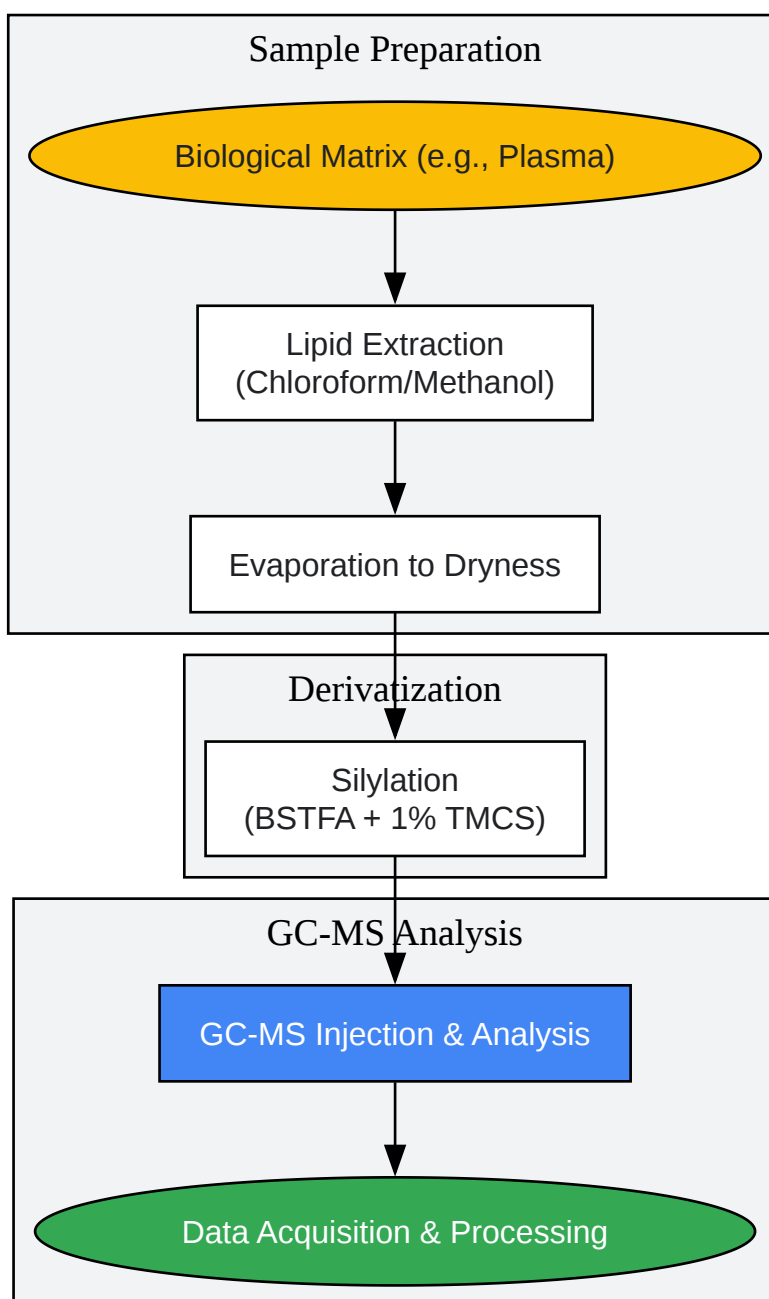 Sample Preparation
Biological Matrix (e.g., Plasma)
Lipid Extraction
(Chloroform/Methanol)
Evaporation to Dryness
Derivatization
Silylation
(BSTFA + 1% TMCS)
GC-MS Analysis
GC-MS Injection & Analysis
Data Acquisition & Processing